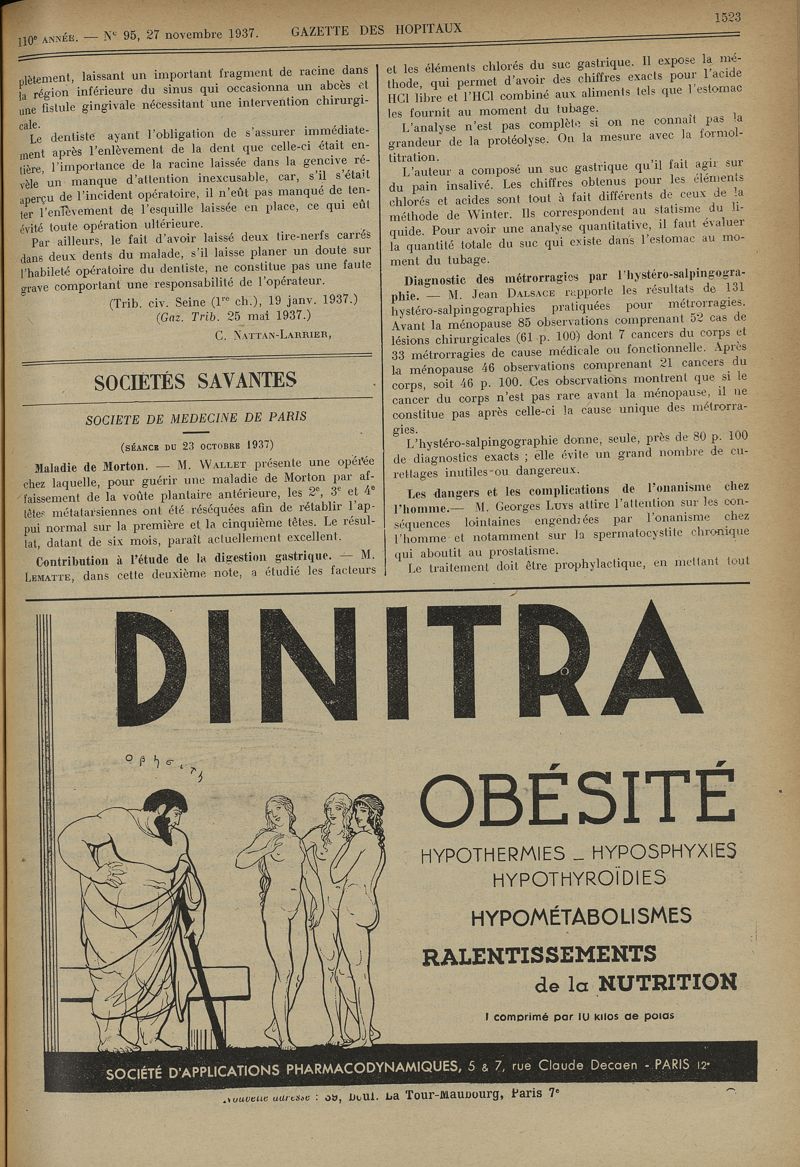 110e ANNÉE. — No 95, 27 novembre 1937. GAZETTE DES HOPITAUX 1523
plètement, laissant un important fragment de racine dans
la région inférieure du sinus qui occasionna un abcès et
une fistule gingivale nécessitant une intervention chirurgi-
cale.
Le dentiste ayant l'obligation de s'assurer immédiate-
ment après l'enlèvement de la dent que celle-ci était en-
tière, l'importance de la racine laissée dans la gencive ré-
vèle un manque d'attention inexcusable, car, s'il s'était
aperçu de l'incident opératoire, il n'eût pas manqué de ten-
ter l'enlèvement de l'esquille laissée en place, ce qui eût
évité toute opération ultérieure.
Par ailleurs, le fait d'avoir laissé deux tire-nerfs carrés
dans deux dents du malade, s'il laisse planer un doute sur
l'habileté opératoire du dentiste, ne constitue pas une faute
grave comportant une responsabilité de l'opérateur.
(Trib. civ. Seine (1re ch.), 19 janv. 1937.)
(Gaz. Trib. 25 mai 1937.)
C. NATTAN-LARRIER,
SOCIÉTÉS SAVANTES
SOCIETE DE MEDECINE DE PARIS
(SÉANCE DU 23 OCTOBRE 1937)
Maladie de Morton. — M. WALLET présente une opérée
chez laquelle, pour guérir une maladie de Morton par af-
faissement de la voûte plantaire antérieure, les 2e, 3e et 4e
têtes métatarsiennes ont été réséquées afin de rétablir l'ap-
pui normal sur la première et la cinquième têtes. Le résul-
tat, datant de six mois, paraît actuellement excellent.
Contribution à l'étude de la digestion gastrique. — M.
LEMATTE, dans cette deuxième note, a étudié les facteurs
et les éléments chlorés du suc gastrique. Il expose la mé-
thode, qui permet d'avoir des chiffres exacts pour l'acide
HCl libre et l'HCl combiné aux aliments tels que l'estomac
les fournit au moment du tubage.
L'analyse n'est pas complète si on ne connaît pas la
grandeur de la protéolyse. On la mesure avec la formol-
titration.
L'auteur a composé un suc gastrique qu'il fait agir sur
du pain insalivé. Les chiffres obtenus pour les éléments
chlorés et acides sont tout à fait différents de ceux de la
méthode de Winter. Ils correspondent au statisme du li-
quide. Pour avoir une analyse quantitative, il faut évaluer
la quantité totale du suc qui existe dans l'estomac au mo-
ment du tubage.
Diagnostic des métrorragies par l'hystéro-salpingogra-
phie. — M. Jean DALSACE rapporte les résultats de 131
hystéro-salpingographies pratiquées pour métrorragies.
Avant la ménopause 85 observations comprenant 52 cas de
lésions chirurgicales (61 p. 100) dont 7 cancers du corps et
33 métrorragies de cause médicale ou fonctionnelle. Après
la ménopause 46 observations comprenant 21 cancers du
corps, soit 46 p. 100. Ces observations montrent que si le
cancer du corps n'est pas rare avant la ménopause, il ne
constitue pas après celle-ci la cause unique des métrorra-
gies.
L'hystéro-salpingographie donne, seule, près de 80 p. 100
de diagnostics exacts ; elle évite un grand nombre de cu-
rettages inutiles ou dangereux.
Les dangers et les complications de l'onanisme chez
l'homme.— M. Georges LUYS attire l'attention sur les con-
séquences lointaines engendrées par l'onanisme chez
l'homme et notamment sur la spermatocystite chronique
qui aboutit au prostatisme.
Le traitement doit être prophylactique, en mettant tout
DINITRA
OBÉSITÉ
HYPOTHERMIES _ HYPOSPHYXIES
HYPOTHYROÏDIES
HYPOMÉTABOLISMES
RALENTISSEMENTS
de la NUTRITION
1 comprimé par 10 kilos de poids
SOCIÉTÉ D'APPLICATIONS PHARMACODYNAMIQUES, 5 & 7, rue Claude Decaen - PARIS 12e
Nouvelle adresse : 39, Boul. La Tour-Maubourg, Paris 7e